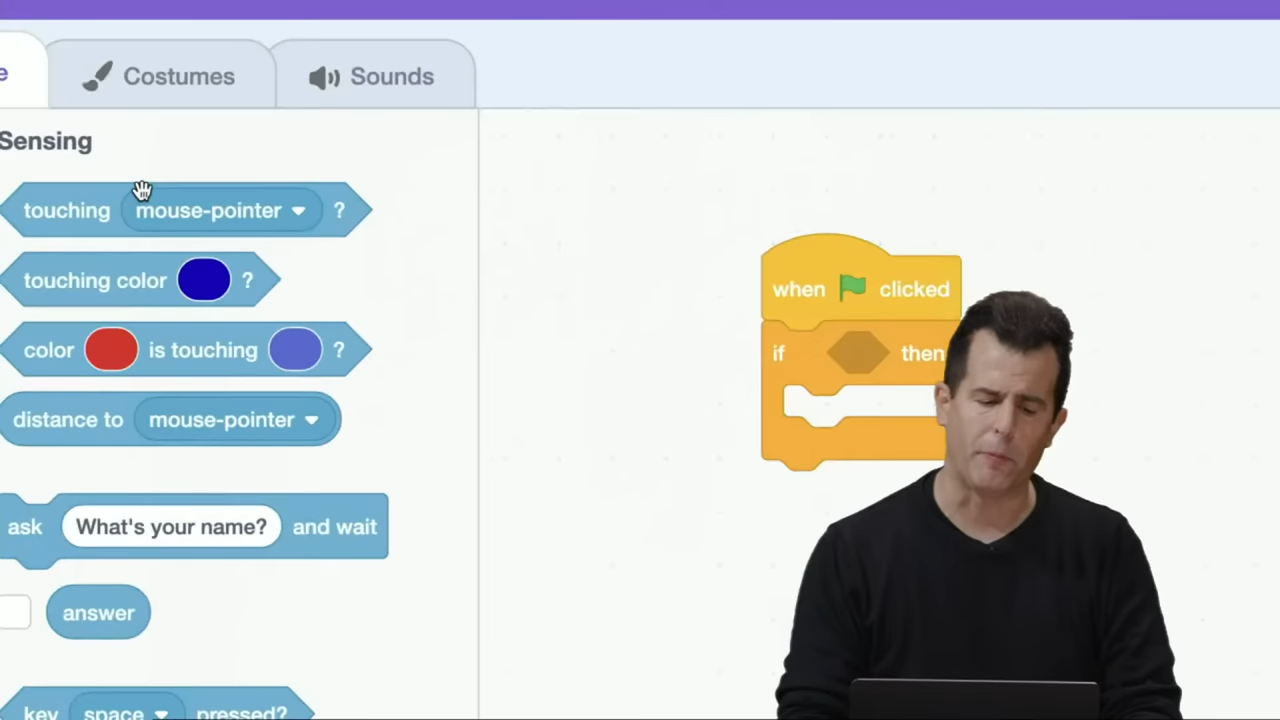 e
Costumes
Sounds
Sensing
touching mouse-pointer ?
touching color ?
color is touching ?
distance to mouse-pointer
ask What's your name? and wait
answer
key space pressed?
when clicked
if then